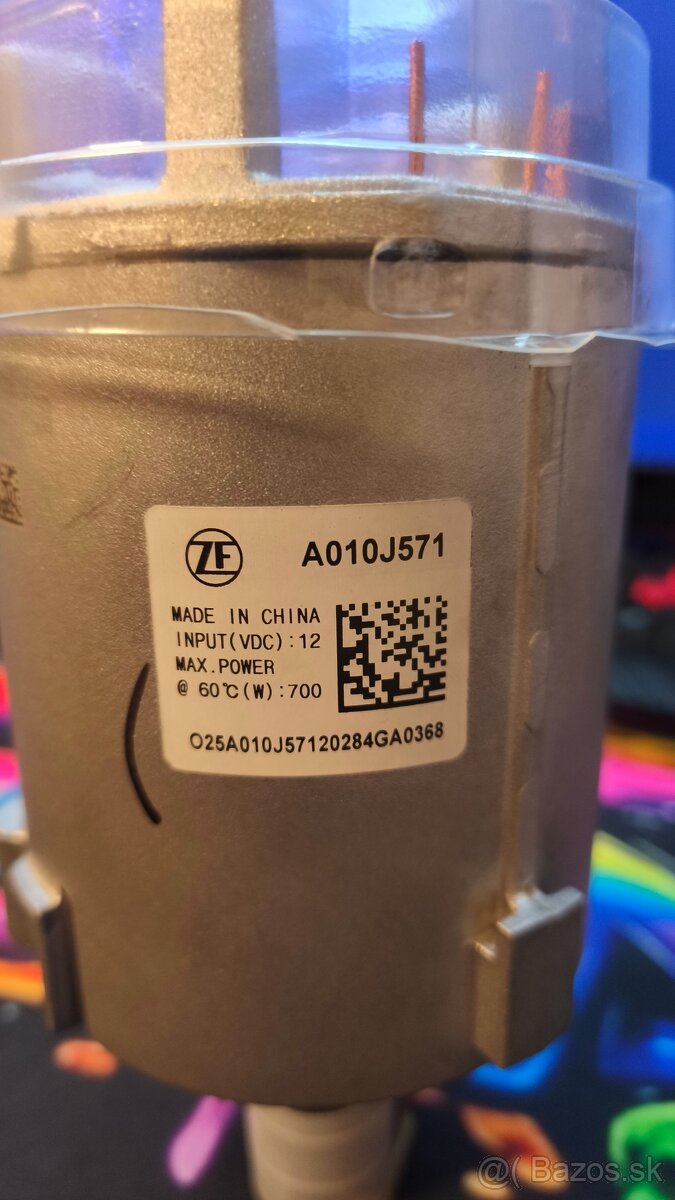 ZF A010J571
MADE IN CHINA
INPUT(VDC):12
MAX.POWER
@ 60℃(W):700
O25A010J57120284GA0368
@( Bazos.sk